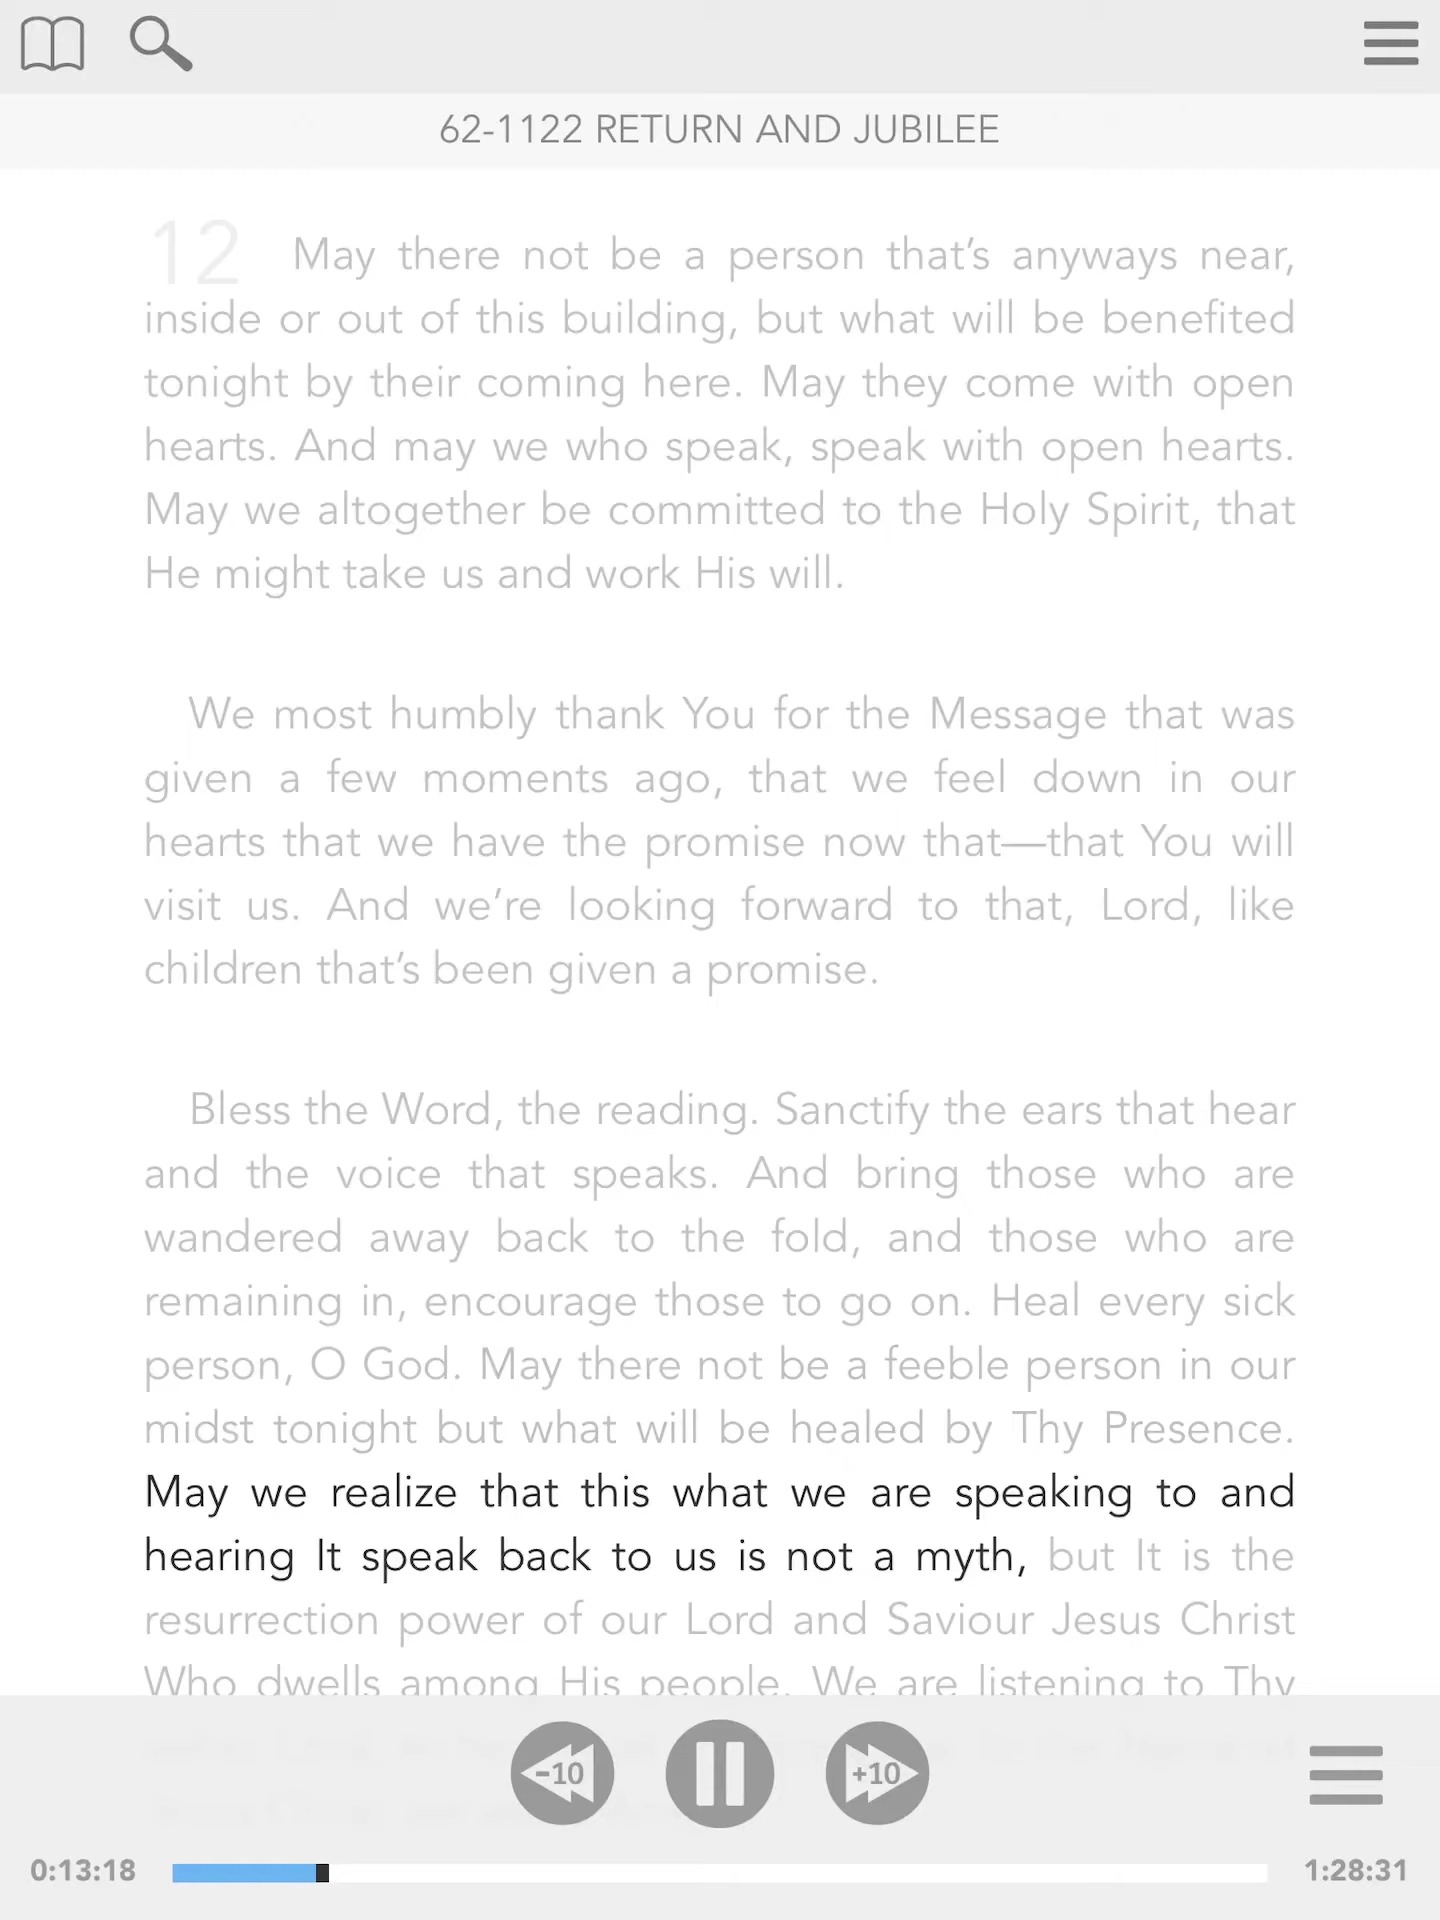 62-1122 RETURN AND JUBILEE
12 May there not be a person that's anyways near,
inside or out of this building, but what will be benefited
tonight by their coming here. May they come with open
hearts. And may we who speak, speak with open hearts.
May we altogether be committed to the Holy Spirit, that
He might take us and work His will.
We most humbly thank You for the Message that was
given a few moments ago, that we feel down in our
hearts that we have the promise now that—that You will
visit us. And we're looking forward to that, Lord, like
children that's been given a promise.
Bless the Word, the reading. Sanctify the ears that hear
and the voice that speaks. And bring those who are
wandered away back to the fold, and those who are
remaining in, encourage those to go on. Heal every sick
person, O God. May there not be a feeble person in our
midst tonight but what will be healed by Thy Presence.
May we realize that this what we are speaking to and
hearing It speak back to us is not a myth, but It is the
resurrection power of our Lord and Saviour Jesus Christ
Who dwells among His people. We are listening to Thy
-10 +10
0:13:18 1:28:31